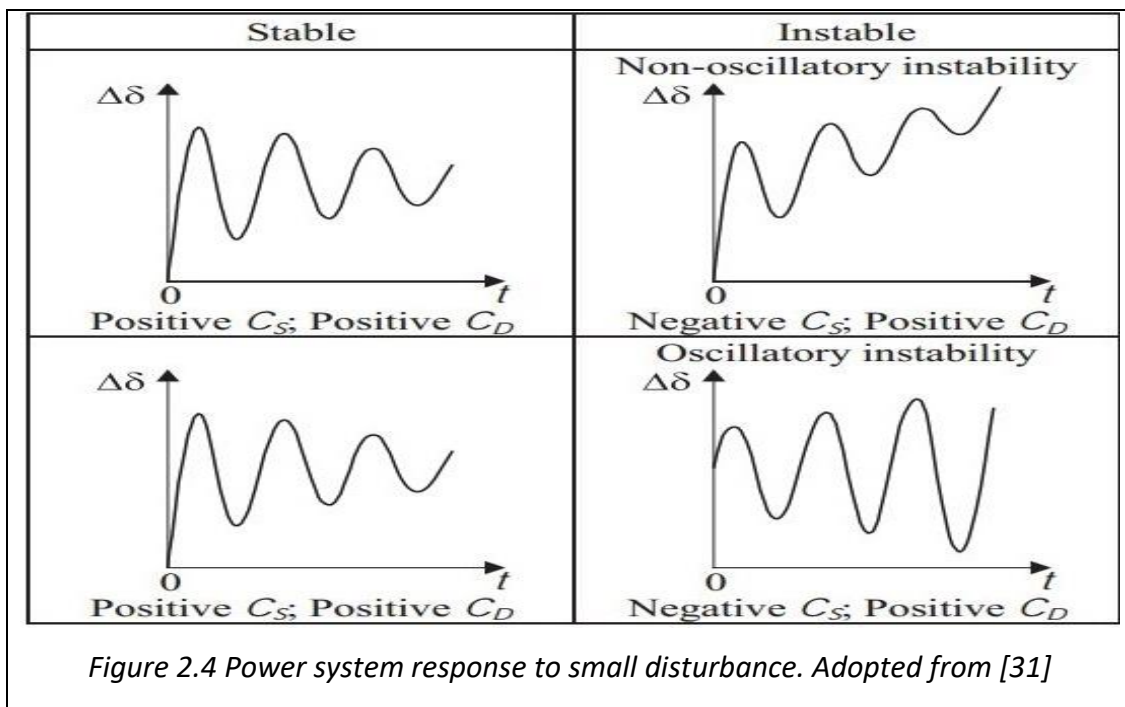 Stable
Instable
Non-oscillatory instability
Δδ
0
t
Positive C_S; Positive C_D
Δδ
0
t
Negative C_S; Positive C_D
Δδ
0
t
Positive C_S; Positive C_D
Oscillatory instability
Δδ
0
t
Negative C_S; Positive C_D
Figure 2.4 Power system response to small disturbance. Adopted from [31]